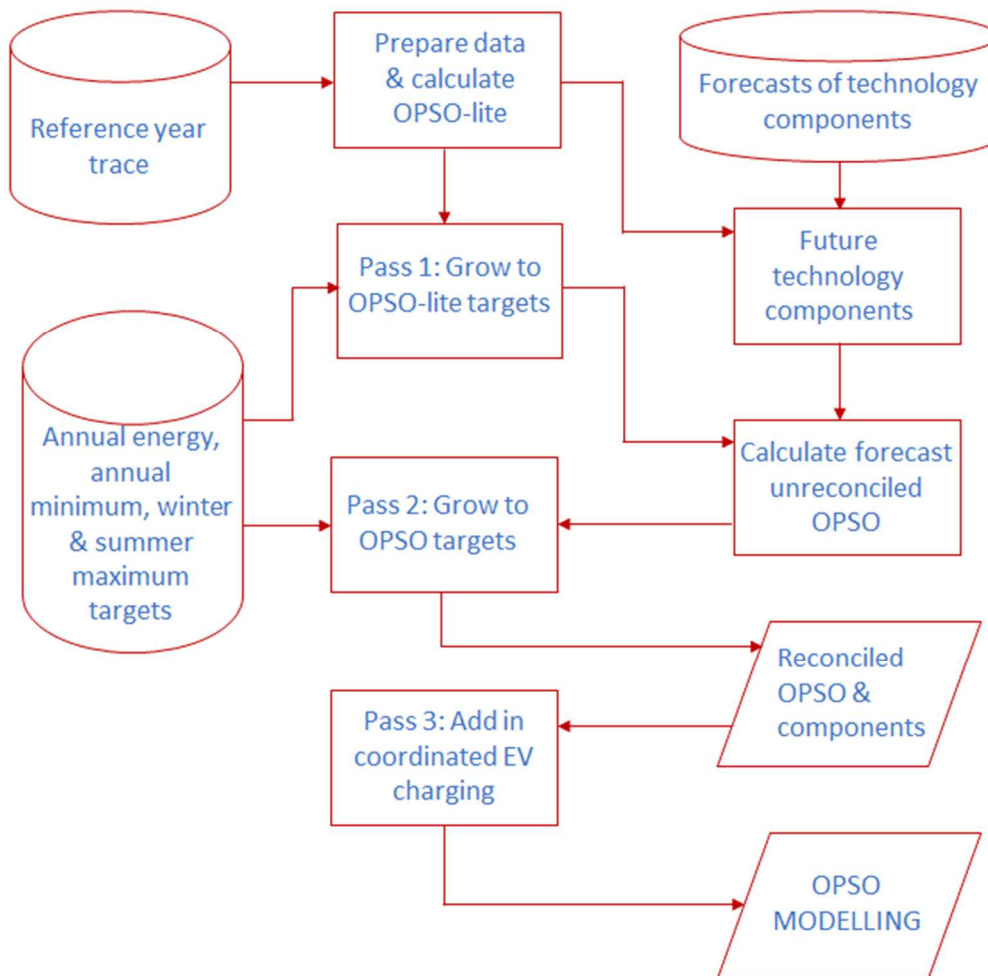 Reference year
trace
Prepare data
& calculate
OPSO-lite
Forecasts of technology
components
Pass 1: Grow to
OPSO-lite targets
Future
technology
components
Annual energy,
annual
minimum, winter
& summer
maximum
targets
Pass 2: Grow to
OPSO targets
Calculate forecast
unreconciled
OPSO
Reconciled
OPSO &
components
Pass 3: Add in
coordinated EV
charging
OPSO
MODELLING